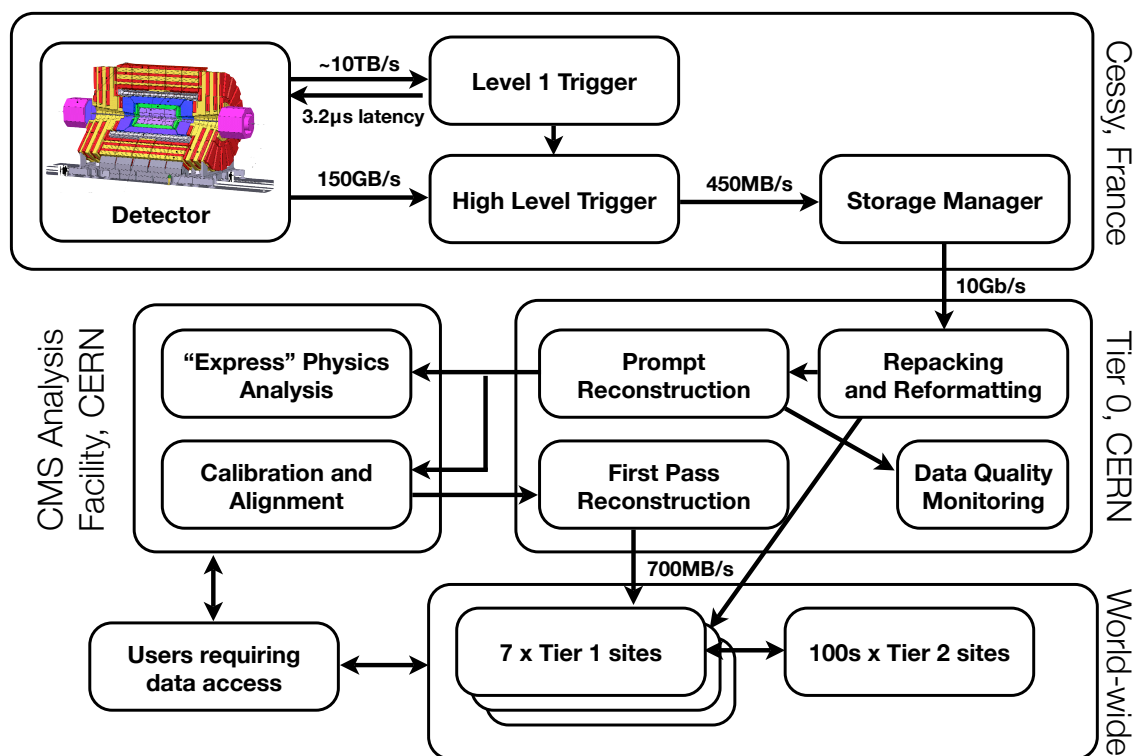 ~10TB/s
Level 1 Trigger
3.2µs latency
150GB/s
High Level Trigger
450MB/s
Storage Manager
Detector
Cessy, France
10Gb/s
CMS Analysis
Facility, CERN
“Express” Physics
Analysis
Prompt
Reconstruction
Repacking
and Reformatting
Calibration and
Alignment
First Pass
Reconstruction
Data Quality
Monitoring
Tier 0, CERN
700MB/s
Users requiring
data access
7 x Tier 1 sites
100s x Tier 2 sites
World-wide